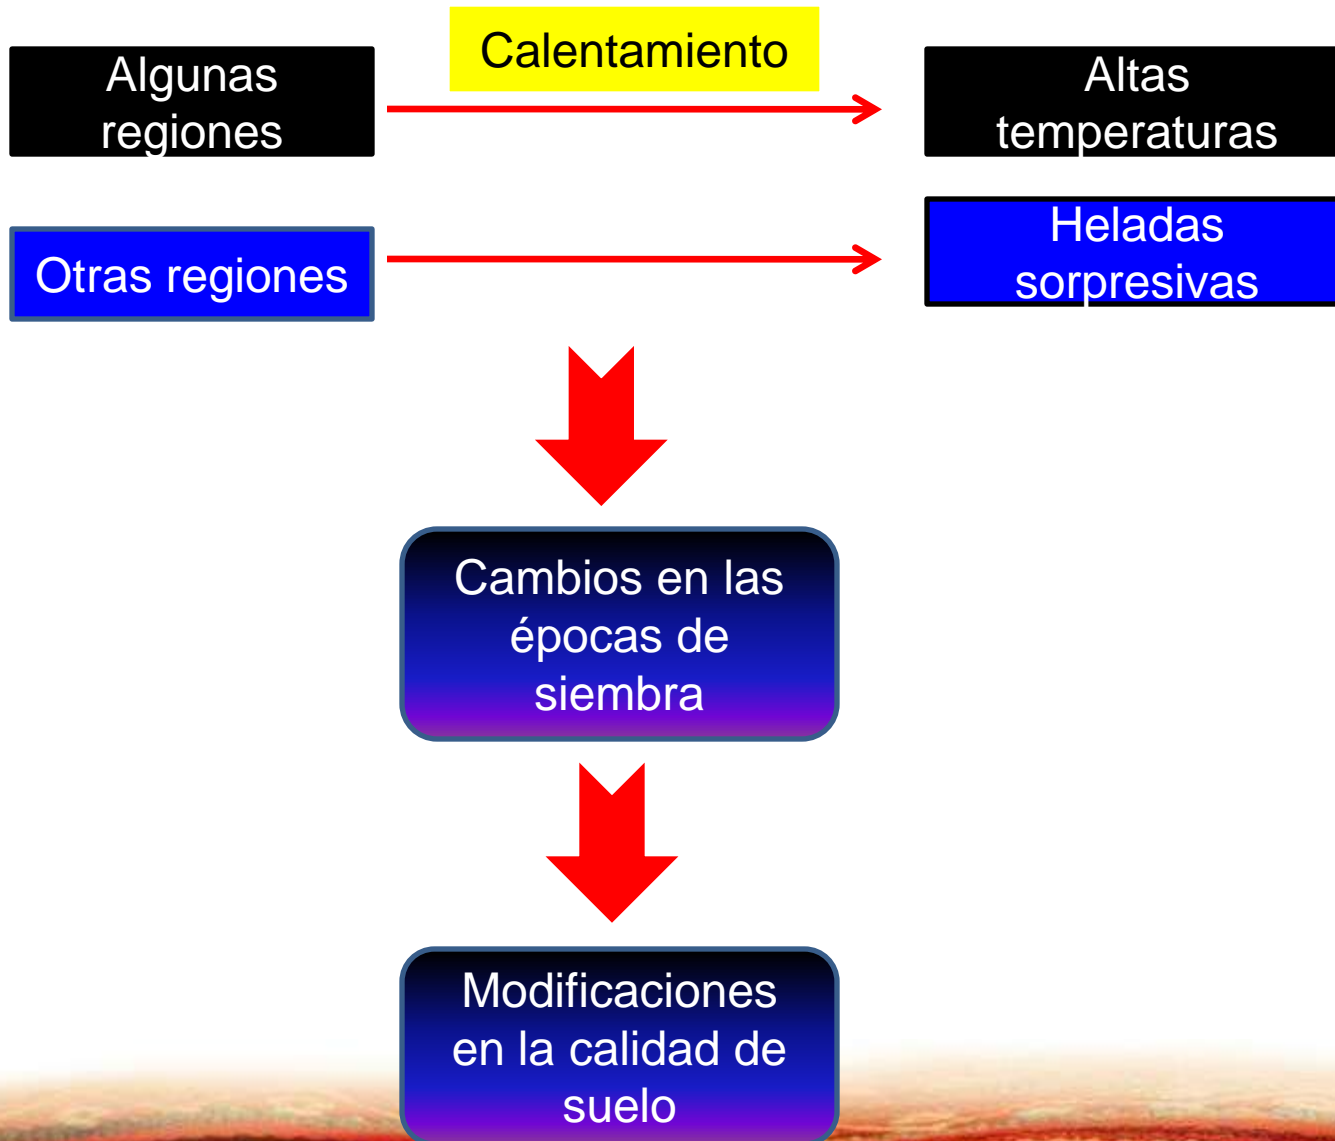 Calentamiento
Algunas
regiones
Altas
temperaturas
Otras regiones
Heladas
sorpresivas
Cambios en las
épocas de
siembra
Modificaciones
en la calidad de
suelo